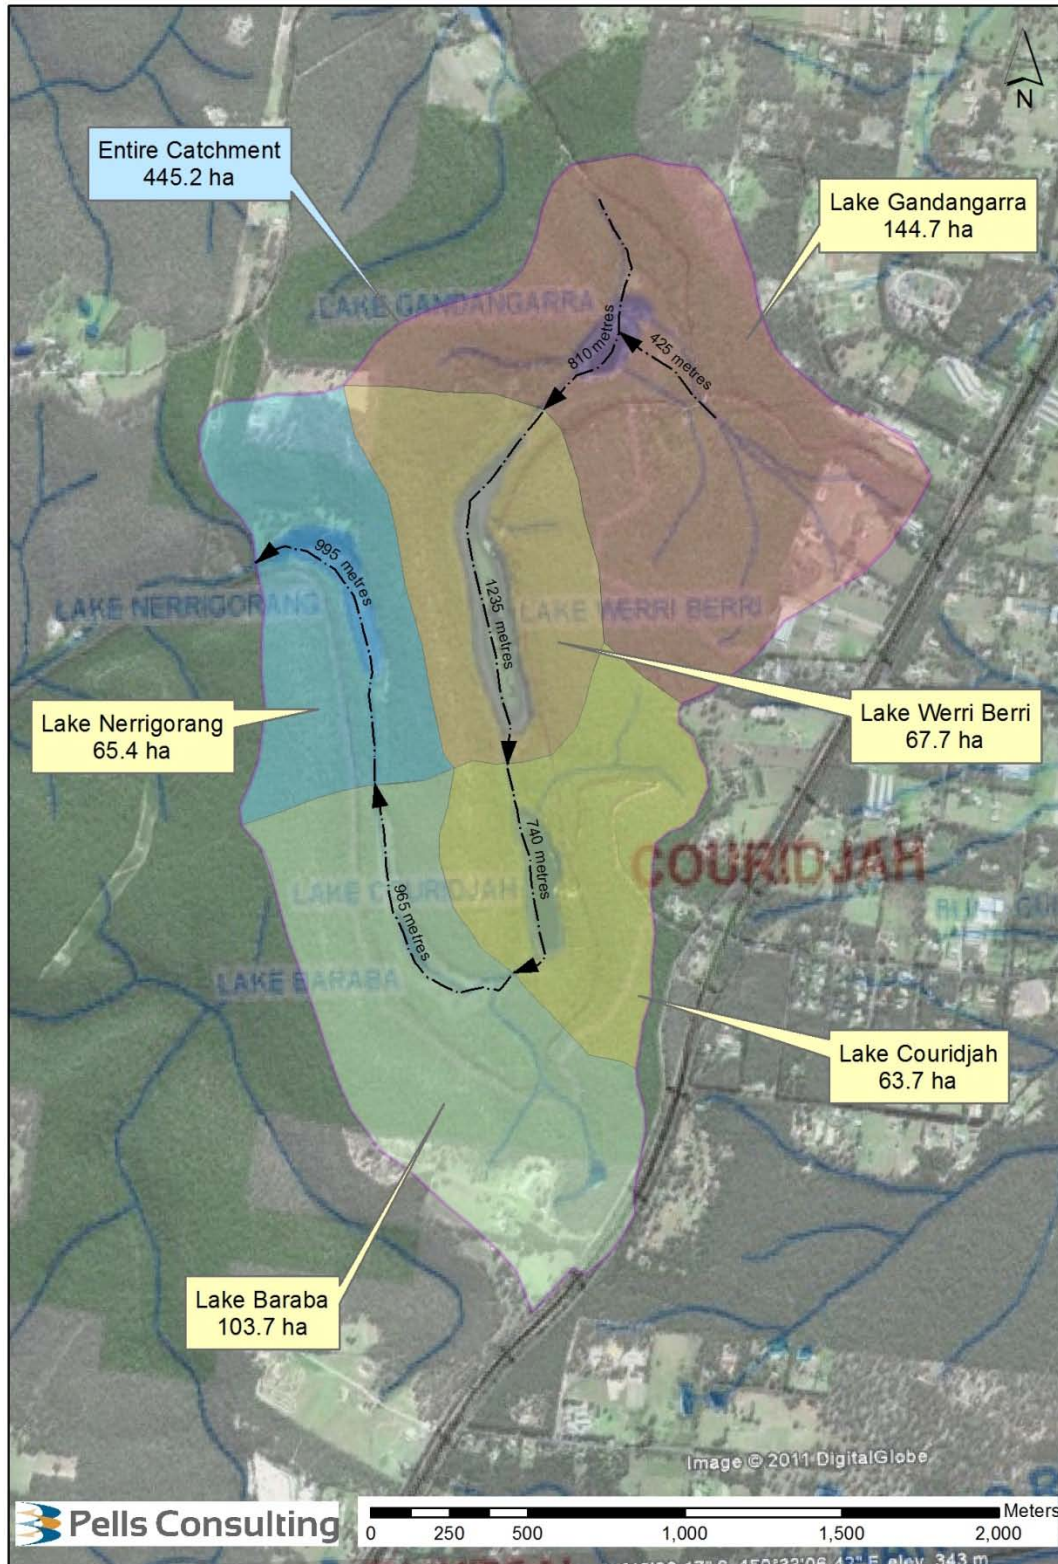 N
Entire Catchment
445.2 ha
Lake Gandangarra
144.7 ha
LAKE GANDANGARRA
810 metres
425 metres
995 metres
LAKE NERRIGORANG
1235 metres
LAKE WERRI BERRI
Lake Nerrigorang
65.4 ha
Lake Werri Berri
67.7 ha
740 metres
COURIDJAH
LAKE COURIDJAH
965 metres
LAKE BARABA
Lake Couridjah
63.7 ha
Lake Baraba
103.7 ha
Image © 2011 DigitalGlobe
Pells Consulting
Meters
0 250 500 1,000 1,500 2,000